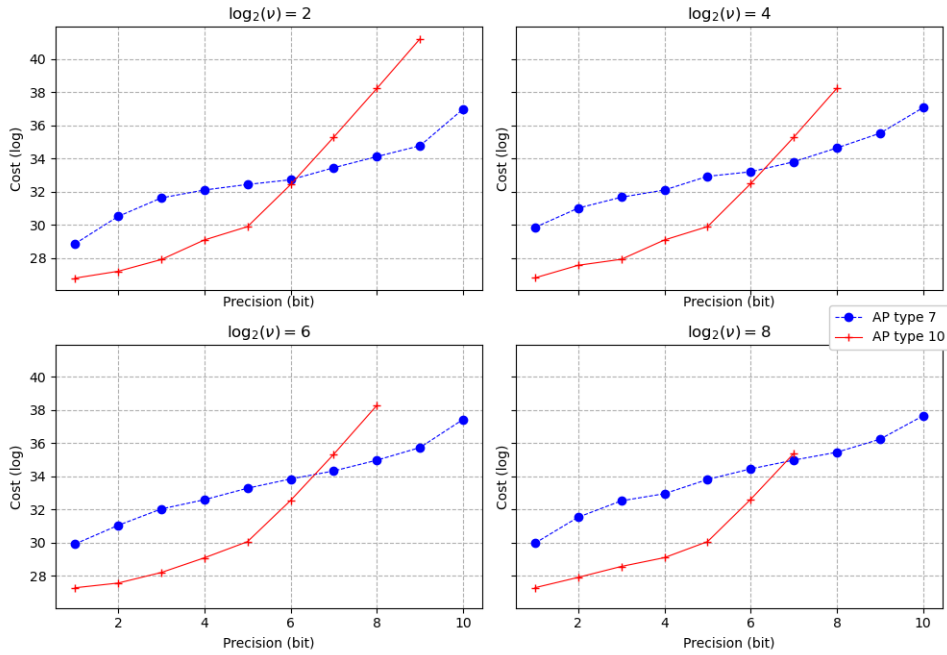 log₂(ν) = 2
log₂(ν) = 4
40
38
36
34
32
30
28
Cost (log)
Cost (log)
Precision (bit)
Precision (bit)
AP type 7
AP type 10
log₂(ν) = 6
log₂(ν) = 8
40
38
36
34
32
30
28
Cost (log)
Cost (log)
2 4 6 8 10
2 4 6 8 10
Precision (bit)
Precision (bit)